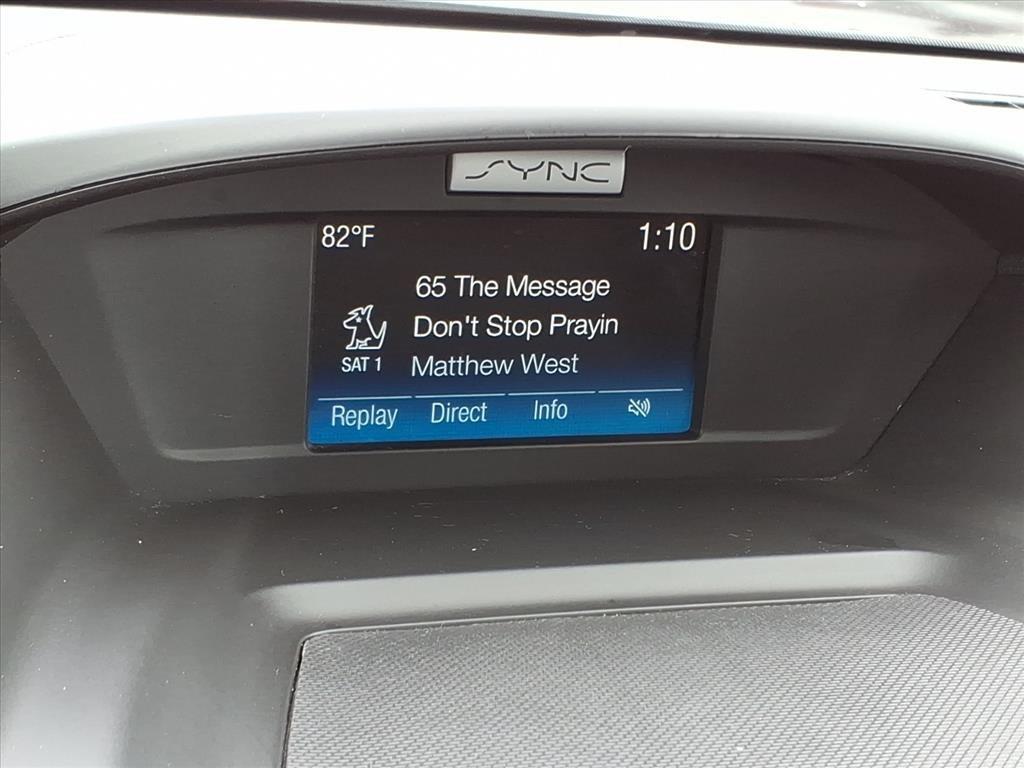 SYNC
82°F 1:10
65 The Message
Don't Stop Prayin
SAT 1
Matthew West
Replay Direct Info